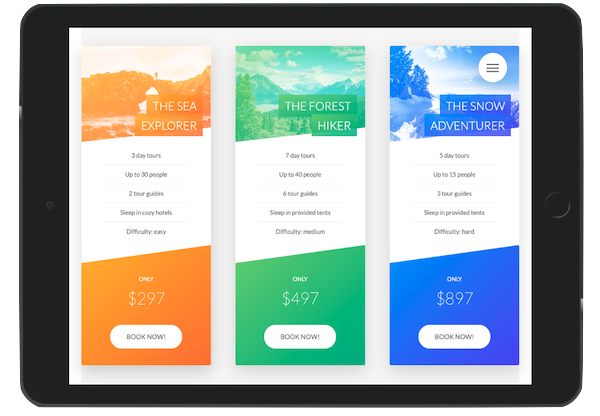 THE SEA
EXPLORER
3 day tours
Up to 30 people
2 tour guides
Sleep in cozy hotels
Difficulty: easy
ONLY
$297
BOOK NOW!
THE FOREST
HIKER
7 day tours
Up to 40 people
6 tour guides
Sleep in provided tents
Difficulty: medium
ONLY
$497
BOOK NOW!
THE SNOW
ADVENTURER
5 day tours
Up to 15 people
3 tour guides
Sleep in provided tents
Difficulty: hard
ONLY
$897
BOOK NOW!